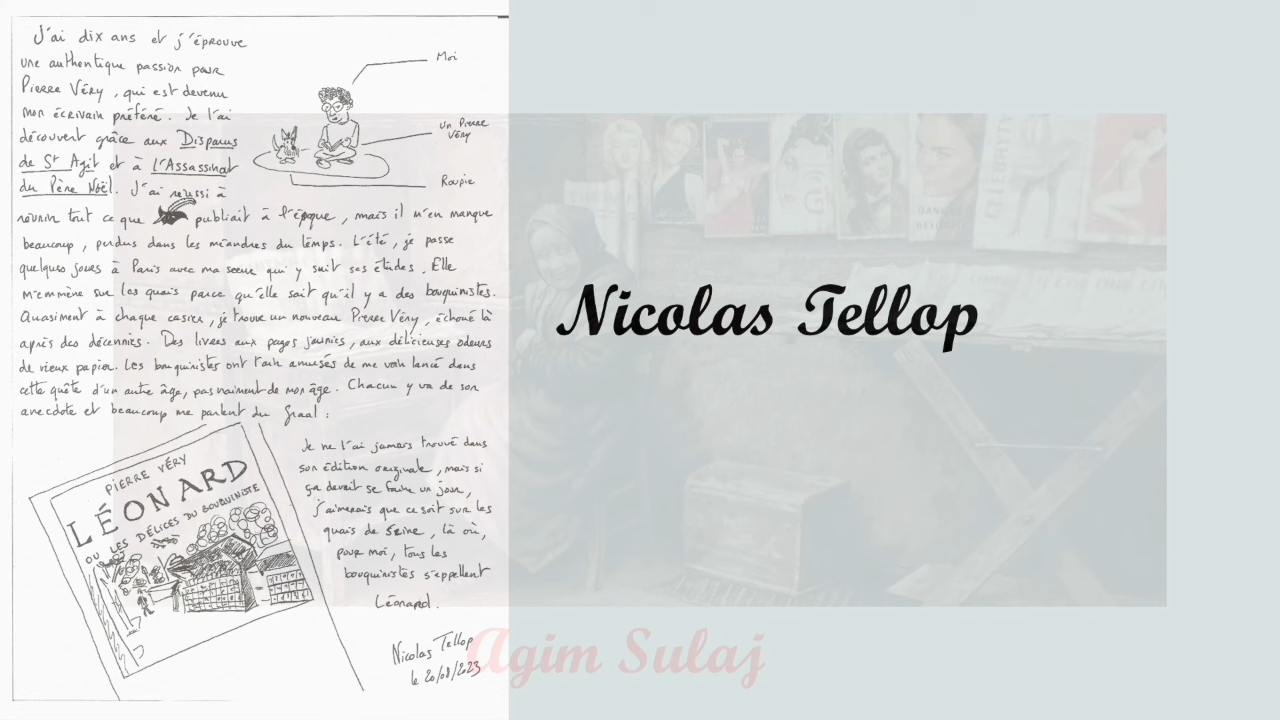 J'ai dix ans et j'éprouve
une authentique passion pour
Pierre Véry, qui est devenu
mon écrivain préféré. Je l'ai
découvert grâce aux Disparus
de St Agil et à l'Assassinat
du Père Noël. J'ai réussi à
réunir tout ce que publiait à l'époque, mais il m'en manque
beaucoup, perdus dans les méandres du temps. L'été, je passe
quelques jours à Paris avec ma soeur qui y suit ses études. Elle
m'emmène sur les quais parce qu'elle sait qu'il y a des bouquinistes.
Quasiment à chaque casier, je trouve un nouveau Pierre Véry, échoué là
après des décennies. Des livres aux pages jaunies, aux délicieuses odeurs
de vieux papier. Les bouquinistes ont l'air amusés de me voir lancé dans
cette quête d'un autre âge, pas vraiment de mon âge. Chacun y va de son
anecdote et beaucoup me parlent du Graal :
Moi
Un Pierre
Véry
Roupie
PIERRE VÉRY
LÉONARD
OU LES DÉLICES DU BOUQUINISTE
Je ne l'ai jamais trouvé dans
son édition originale, mais si
ça devait se faire un jour,
j'aimerais que ce soit sur les
quais de Seine, là où,
pour moi, tous les
bouquinistes s'appellent
Léonard.
Nicolas Tellop
le 20/08/2023
Nicolas Tellop
Agim Sulaj